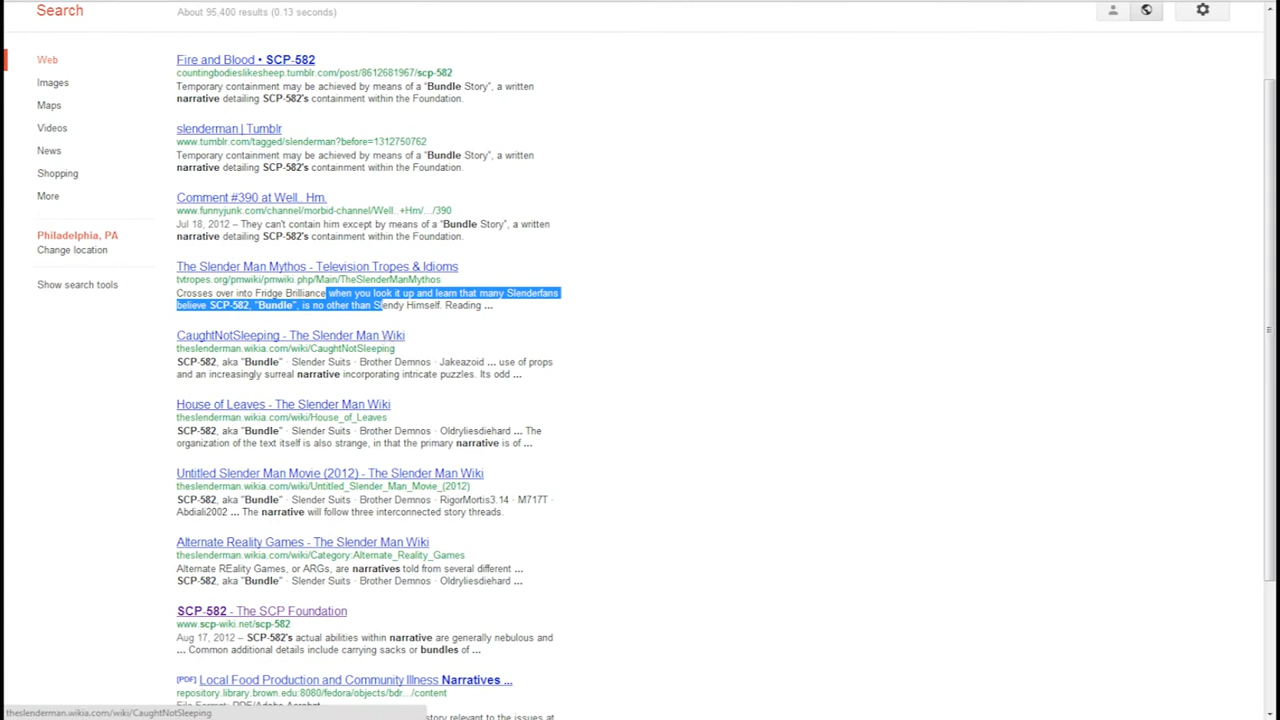 Search
About 95,400 results (0.13 seconds)
Web
Images
Maps
Videos
News
Shopping
More
Philadelphia, PA
Change location
Show search tools
Fire and Blood • SCP-582
countingbodieslikesheep.tumblr.com/post/8612681967/scp-582
Temporary containment may be achieved by means of a "Bundle Story", a written
narrative detailing SCP-582's containment within the Foundation.
slenderman | Tumblr
www.tumblr.com/tagged/slenderman?before=1312750762
Temporary containment may be achieved by means of a "Bundle Story", a written
narrative detailing SCP-582's containment within the Foundation.
Comment #390 at Well.. Hm.
www.funnyjunk.com/channel/morbid-channel/Well..+Hm/.../390
Jul 18, 2012 – They can't contain him except by means of a "Bundle Story", a written
narrative detailing SCP-582's containment within the Foundation.
The Slender Man Mythos - Television Tropes & Idioms
tvtropes.org/pmwiki/pmwiki.php/Main/TheSlenderManMythos
Crosses over into Fridge Brilliance when you look it up and learn that many Slenderfans
believe SCP-582, "Bundle", is no other than Slendy Himself. Reading ...
CaughtNotSleeping - The Slender Man Wiki
theslenderman.wikia.com/wiki/CaughtNotSleeping
SCP-582, aka "Bundle" · Slender Suits · Brother Demnos · Jakeazoid ... use of props
and an increasingly surreal narrative incorporating intricate puzzles. Its odd ...
House of Leaves - The Slender Man Wiki
theslenderman.wikia.com/wiki/House_of_Leaves
SCP-582, aka "Bundle" · Slender Suits · Brother Demnos · Oldryliesdiehard ... The
organization of the text itself is also strange, in that the primary narrative is of ...
Untitled Slender Man Movie (2012) - The Slender Man Wiki
theslenderman.wikia.com/wiki/Untitled_Slender_Man_Movie_(2012)
SCP-582, aka "Bundle" · Slender Suits · Brother Demnos · RigorMortis3.14 · M717T ·
Abdiali2002 ... The narrative will follow three interconnected story threads.
Alternate Reality Games - The Slender Man Wiki
theslenderman.wikia.com/wiki/Category:Alternate_Reality_Games
Alternate REality Games, or ARGs, are narratives told from several different ...
SCP-582, aka "Bundle" · Slender Suits · Brother Demnos · Oldryliesdiehard ...
SCP-582 - The SCP Foundation
www.scp-wiki.net/scp-582
Aug 17, 2012 – SCP-582's actual abilities within narrative are generally nebulous and
... Common additional details include carrying sacks or bundles of ...
[PDF] Local Food Production and Community Illness Narratives ...
repository.library.brown.edu:8080/fedora/objects/bdr.../content
File Format: PDF/Adobe Acrobat
story relevant to the issues at
theslenderman.wikia.com/wiki/CaughtNotSleeping